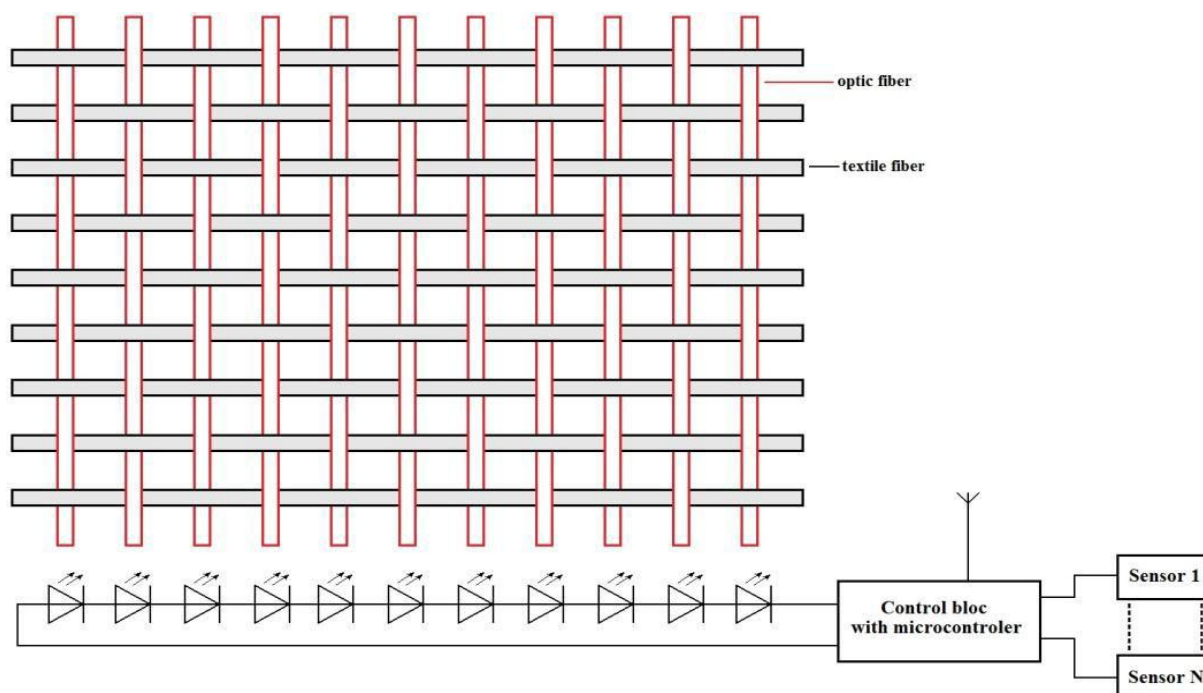 optic fiber
textile fiber
Control bloc
with microcontroler
Sensor 1
Sensor N